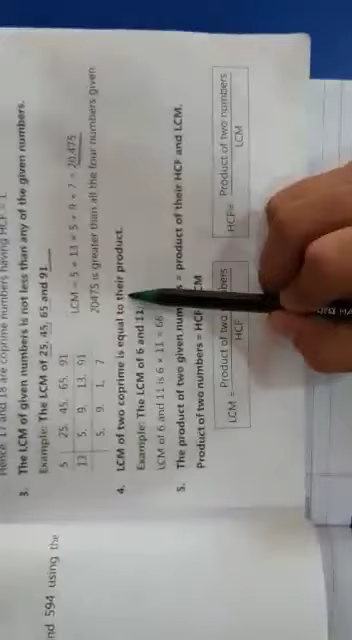 Hence, 17 and 18 are coprime numbers having HCF = 1
3. The LCM of given numbers is not less than any of the given numbers.
Example: The LCM of 25, 45, 65 and 91
5 25, 45, 65, 91
13 5, 9, 13, 91
5, 9, 1, 7
LCM = 5 × 13 × 5 × 9 × 7 = 20,475
20475 is greater than all the four numbers given
4. LCM of two coprime is equal to their product.
Example: The LCM of 6 and 11
LCM of 6 and 11 is 6 × 11 = 66
5. The product of two given = product of their HCF and LCM.
Product of two numbers = HCF
LCM = Product of two
HCF
HCF = Product of two numbers
LCM
nd 594 using the